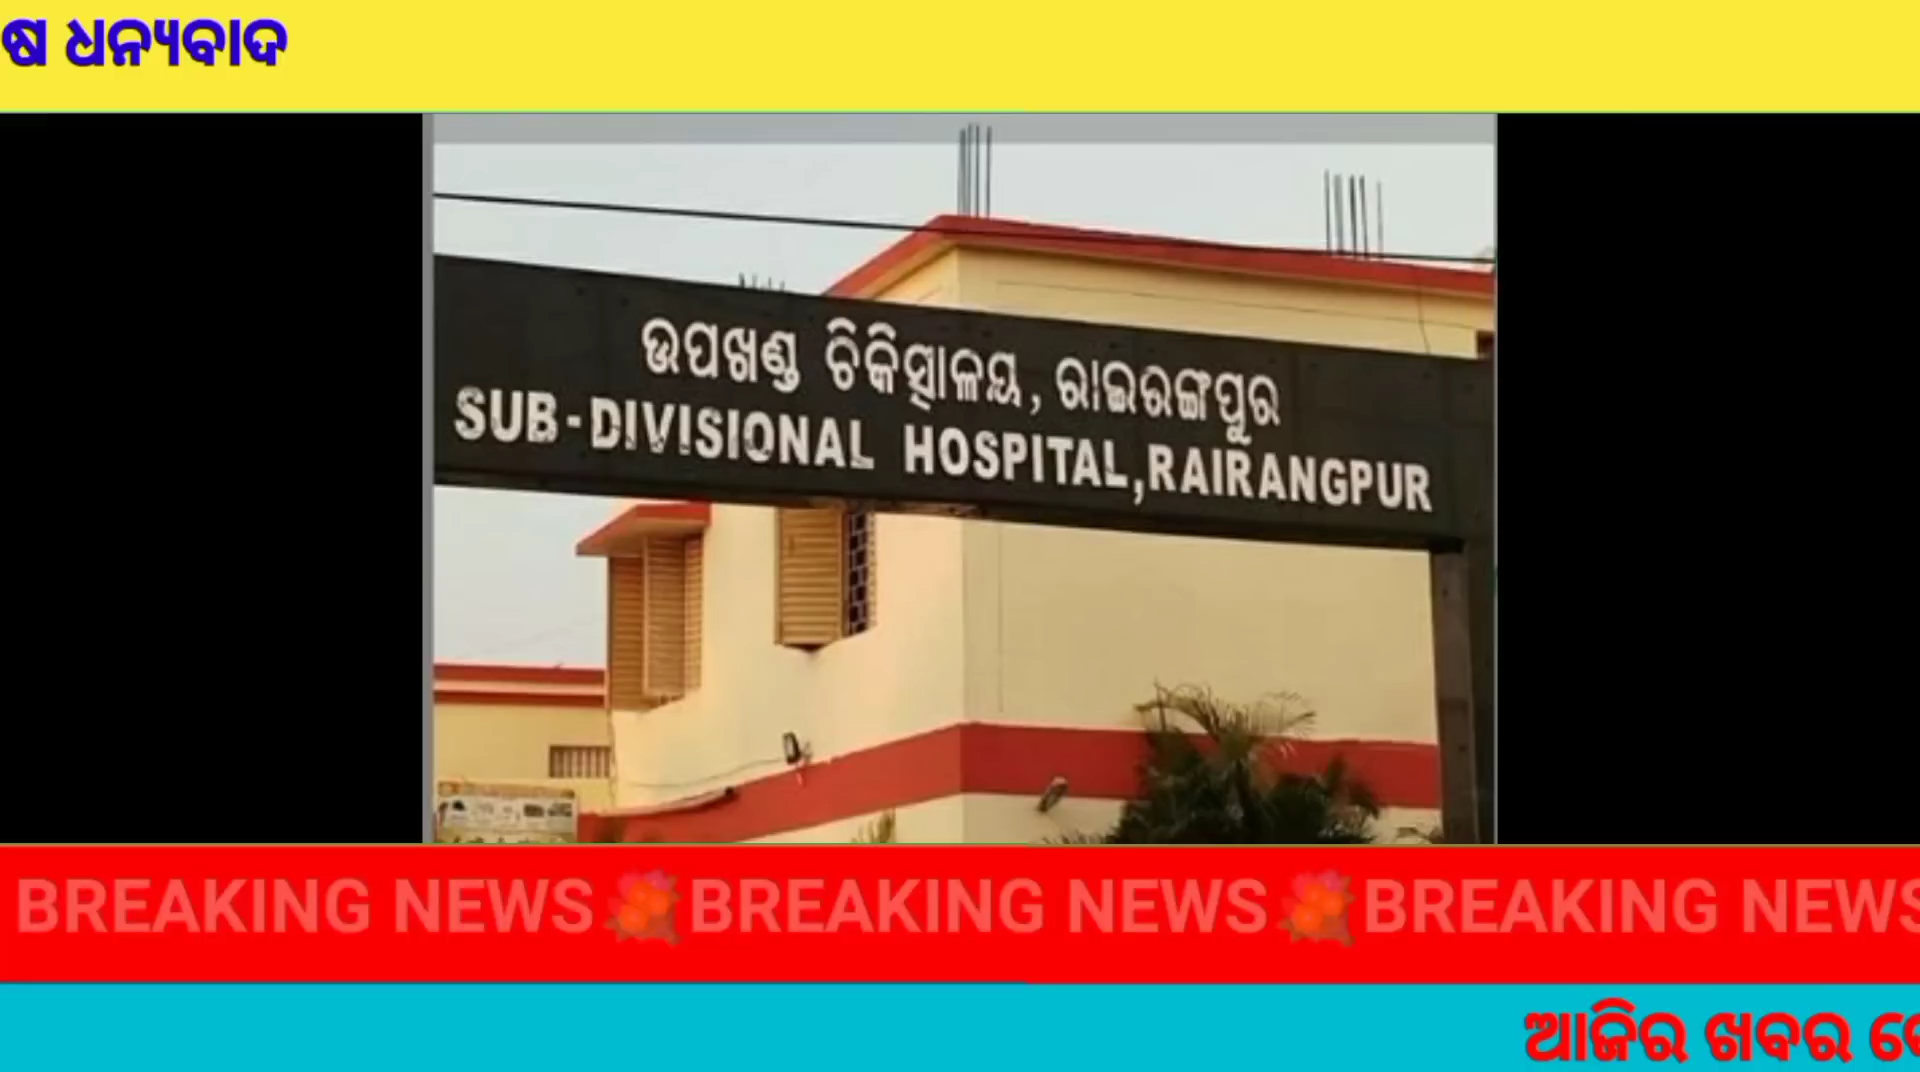 ଷ ଧନ୍ୟବାଦ
ଉପଖଣ୍ଡ ଚିକିତ୍ସାଳୟ, ରାଇରଙ୍ଗପୁର
SUB-DIVISIONAL HOSPITAL, RAIRANGPUR
BREAKING NEWS💥BREAKING NEWS💥BREAKING NEWS
ଆଜିର ଖବର